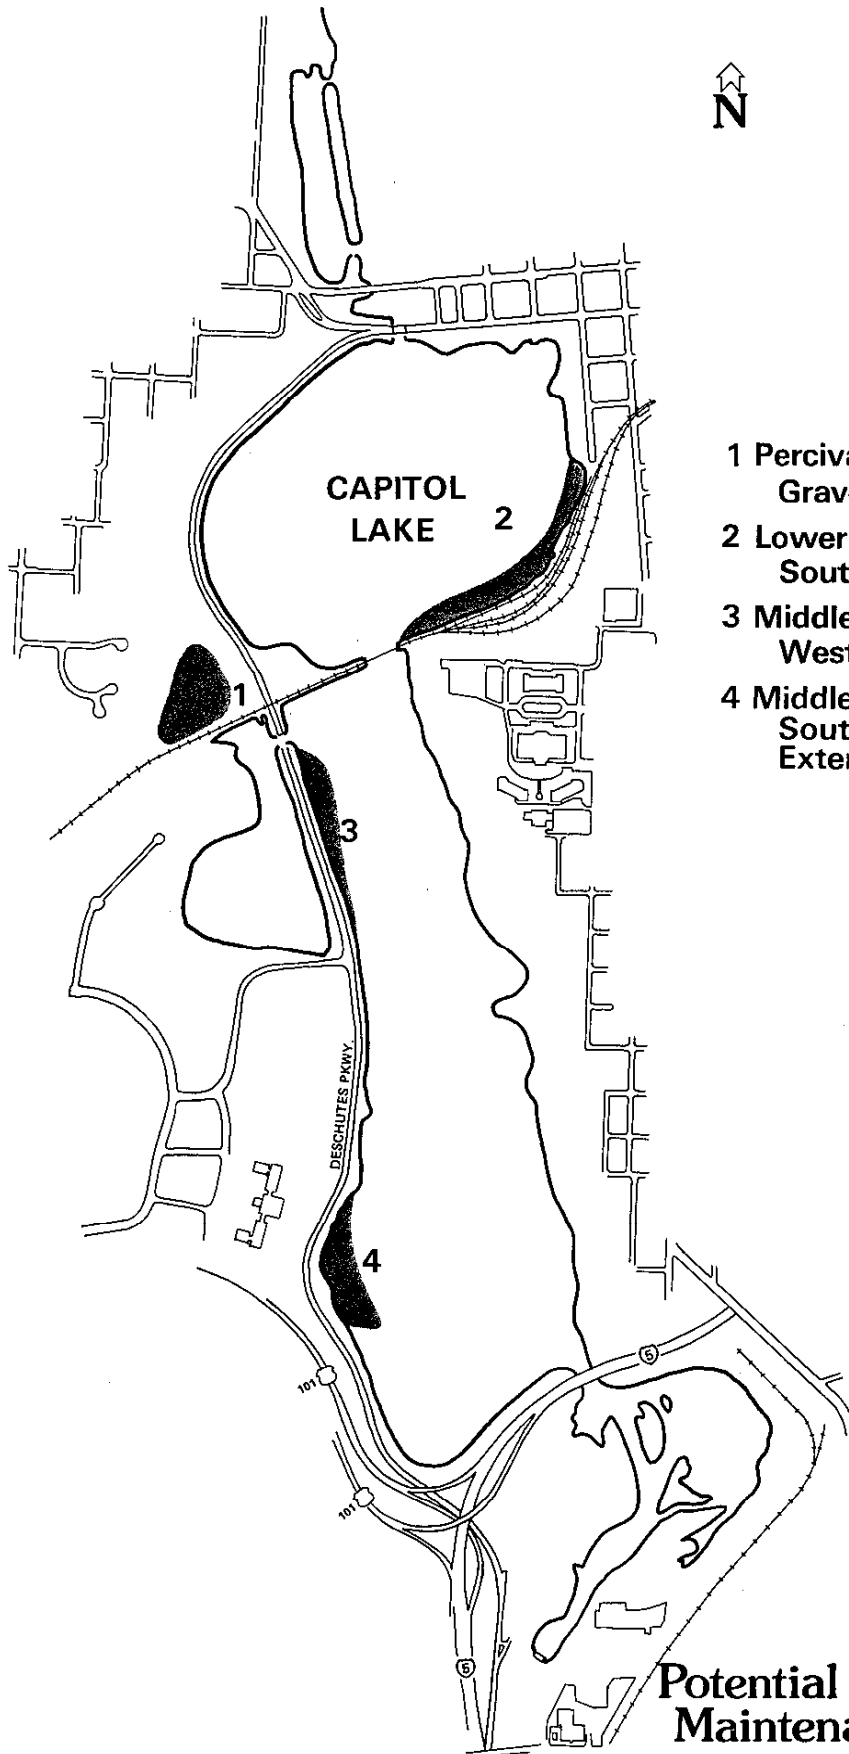 N
CAPITOL
LAKE
2
1
3
DESCHUTES PKWY.
4
5
101
101
5
1 Perciva
Grav
2 Lower
Sout
3 Middle
West
4 Middle
Sout
Exter
Potential
Maintena